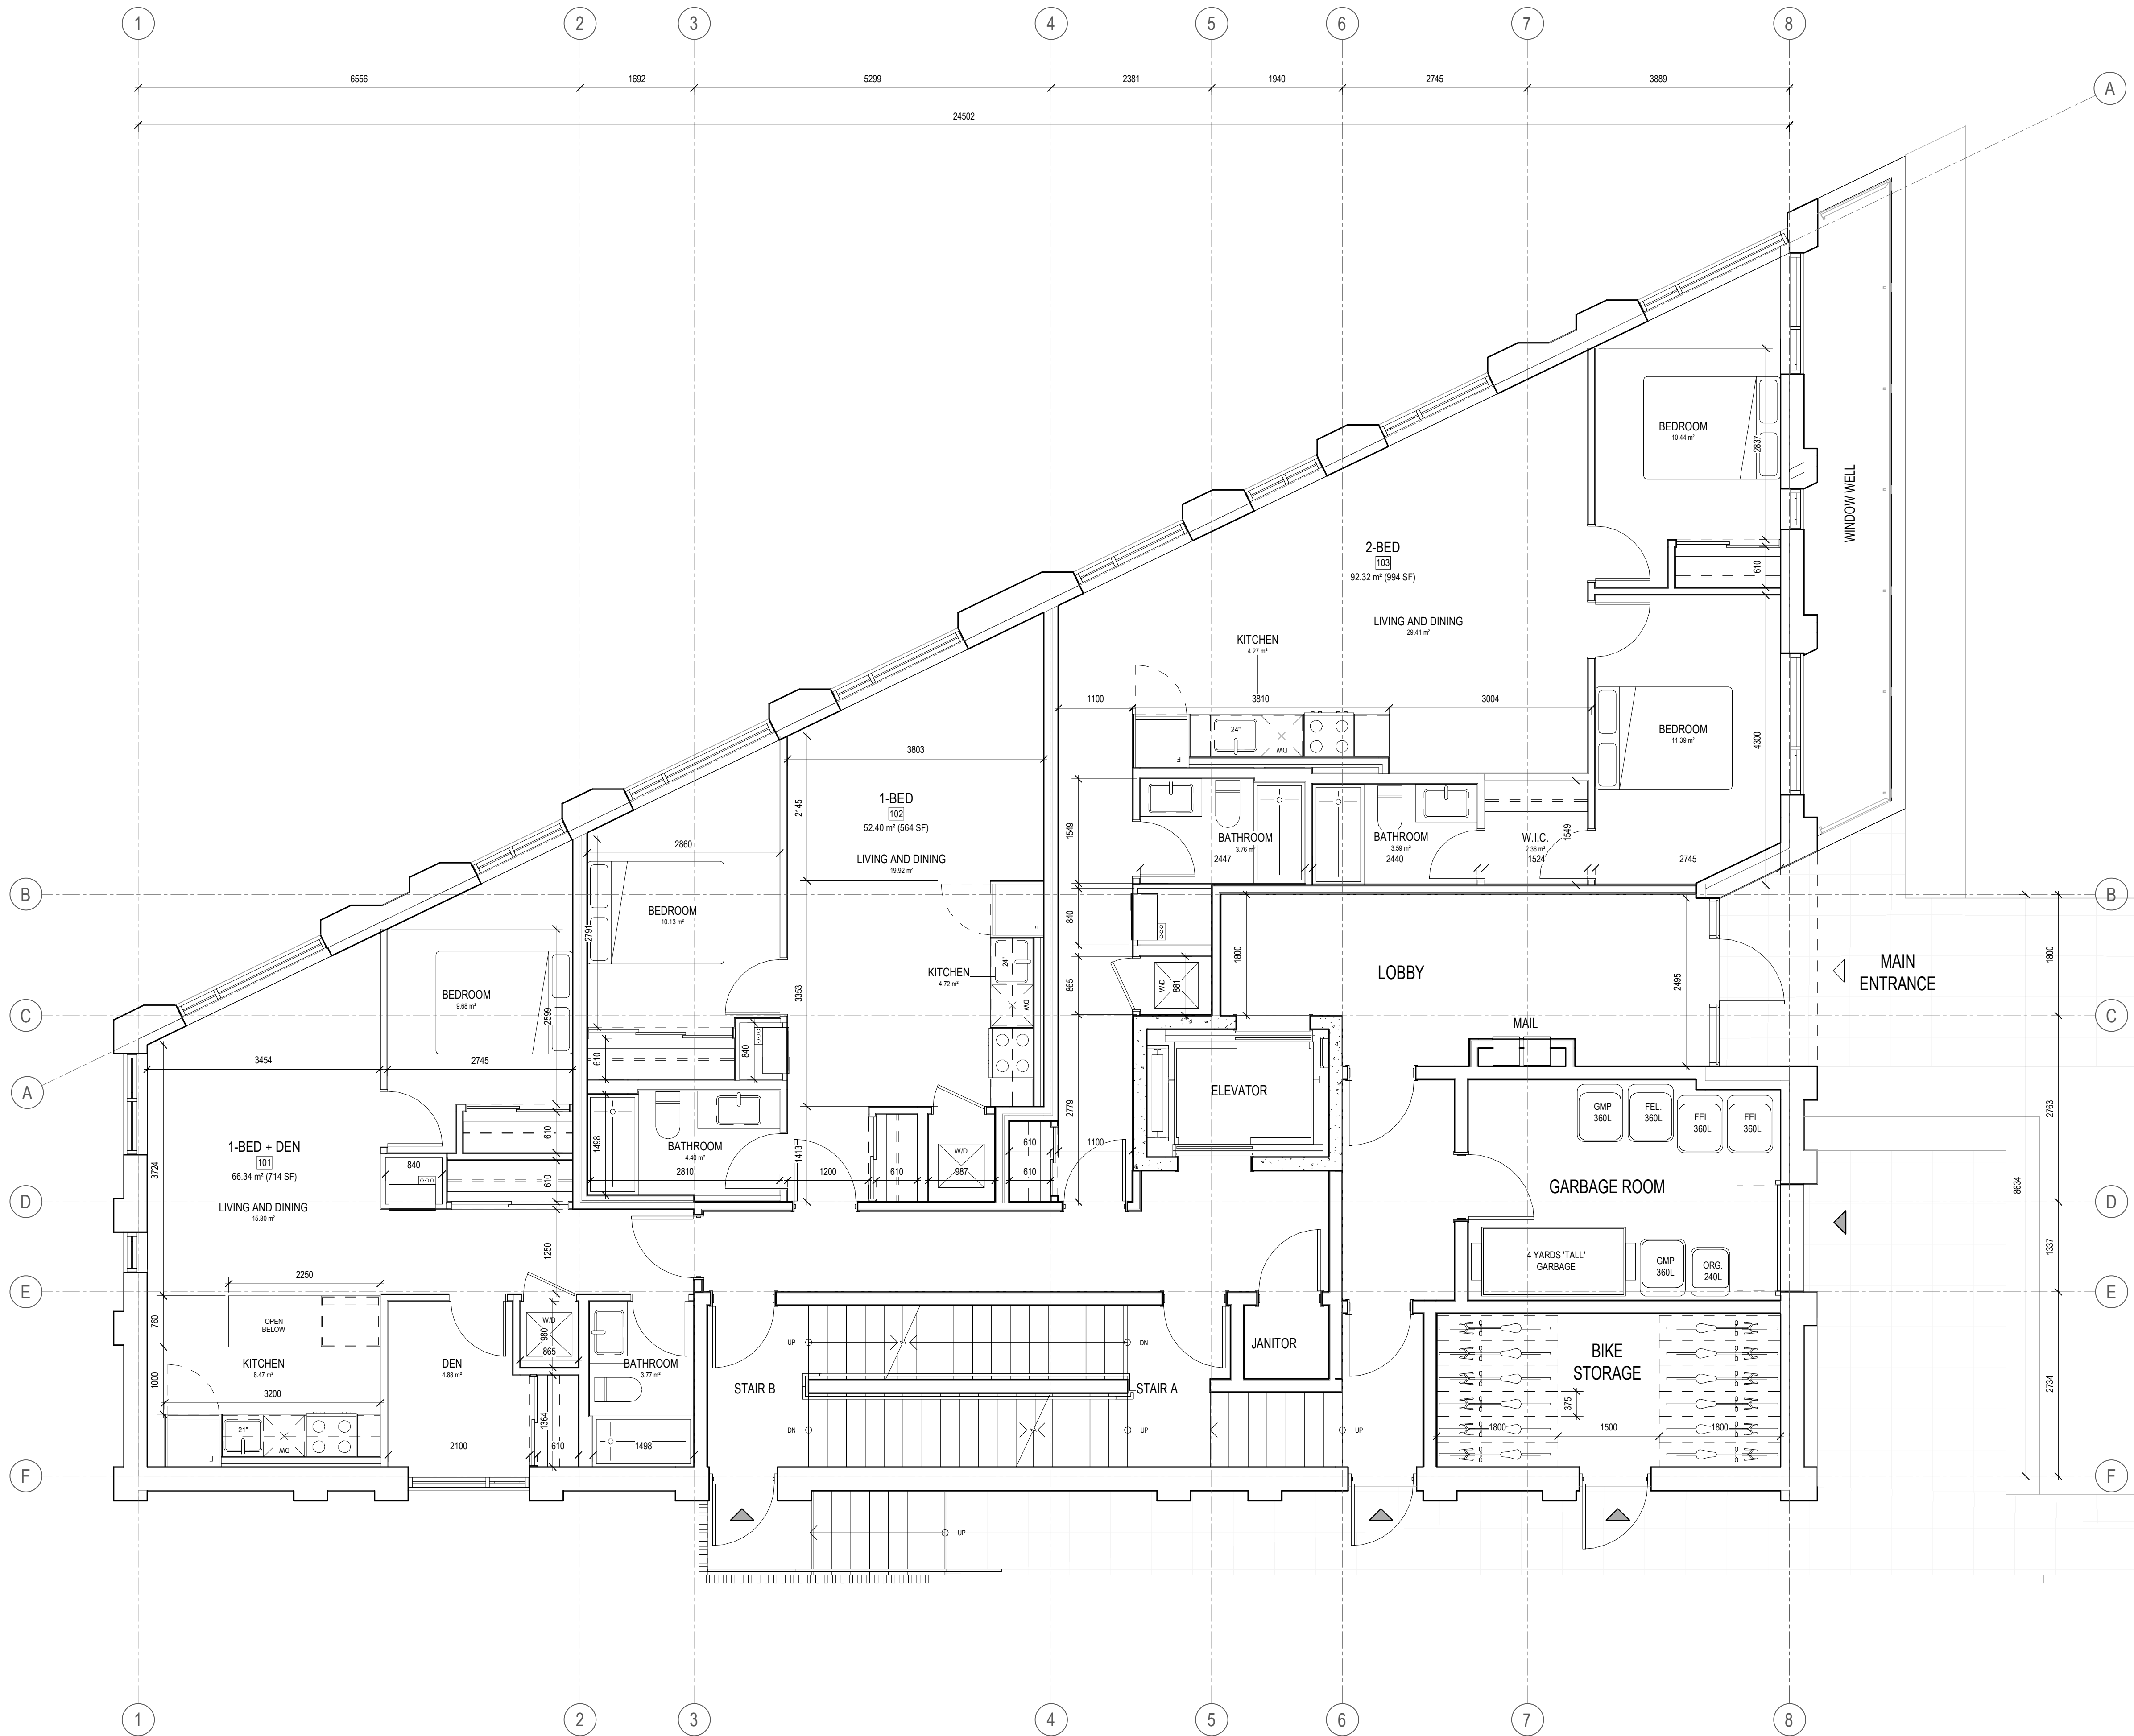 1
2
3
4
5
6
7
8
6556
1692
5299
2381
1940
2745
3889
A
24502
BEDROOM
10.44 m²
2837
WINDOW WELL
2-BED
103
92.32 m² (994 SF)
610
LIVING AND DINING
29.41 m²
KITCHEN
4.27 m²
1100
3810
3004
24"
DW
F
BEDROOM
11.39 m²
4300
3803
1-BED
102
52.40 m² (564 SF)
2145
LIVING AND DINING
19.92 m²
1549
BATHROOM
3.76 m²
2447
BATHROOM
3.59 m²
2440
W.I.C.
2.36 m²
1549
1524
2745
2860
B
BEDROOM
10.13 m²
2791
F
24"
DW
KITCHEN
4.72 m²
3353
840
865
W/D
881
1800
LOBBY
2495
MAIN
ENTRANCE
1800
B
BEDROOM
9.68 m²
2599
C
MAIL
C
3454
2745
A
610
840
ELEVATOR
2779
GMP
360L
FEL.
360L
FEL.
360L
FEL.
360L
2763
8634
1-BED + DEN
101
66.34 m² (714 SF)
3724
840
610
610
1498
BATHROOM
4.40 m²
2810
1413
1200
610
W/D
987
610
610
1100
GARBAGE ROOM
D
LIVING AND DINING
15.80 m²
D
1250
4 YARDS 'TALL'
GARBAGE
GMP
360L
ORG.
240L
1337
2250
E
E
OPEN
BELOW
760
W/D
980
865
UP
DN
JANITOR
BIKE
STORAGE
KITCHEN
8.47 m²
DEN
4.88 m²
BATHROOM
3.77 m²
STAIR B
STAIR A
1000
3200
375
2734
21"
DW
F
1364
2100
610
1498
DN
UP
UP
1800
1500
1800
F
F
UP
1
2
3
4
5
6
7
8